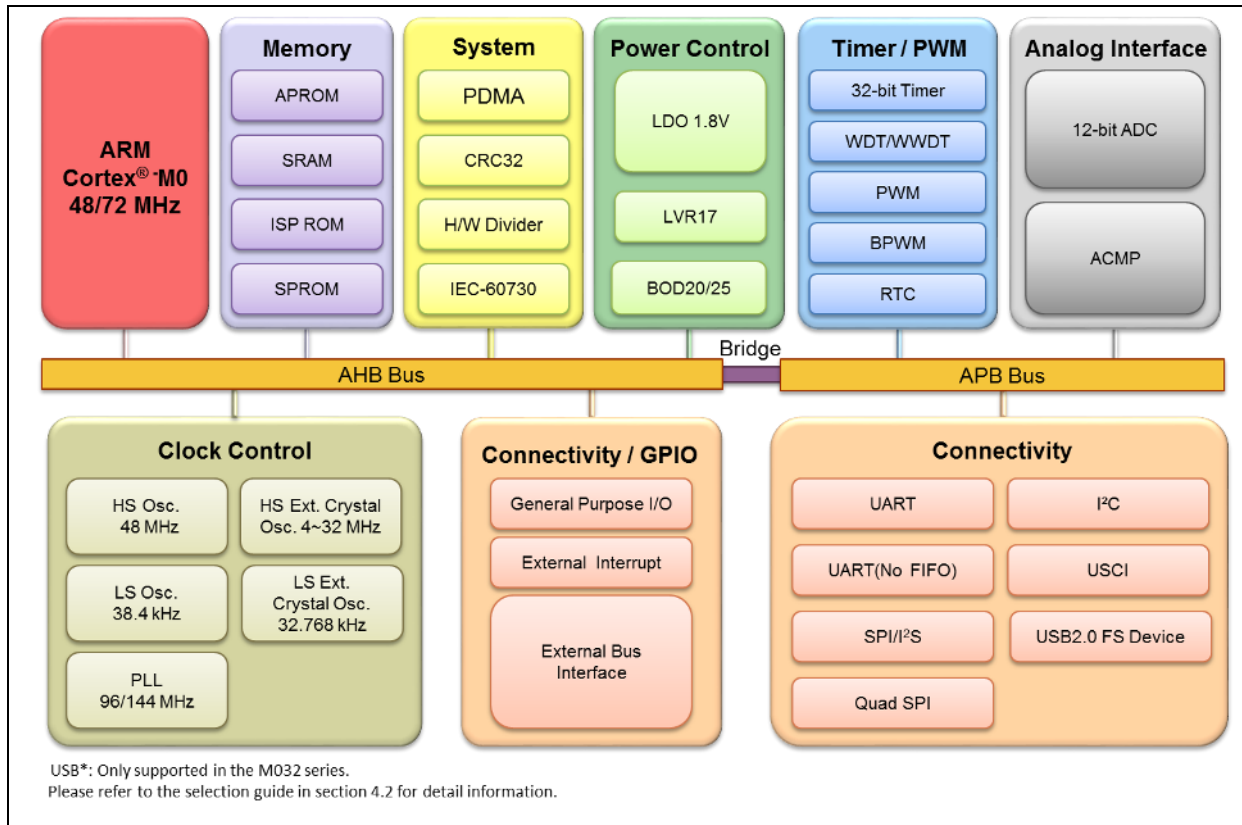 ARM
Cortex®-M0
48/72 MHz
Memory
APROM
SRAM
ISP ROM
SPROM
System
PDMA
CRC32
H/W Divider
IEC-60730
Power Control
LDO 1.8V
LVR17
BOD20/25
Timer / PWM
32-bit Timer
WDT/WWDT
PWM
BPWM
RTC
Analog Interface
12-bit ADC
ACMP
AHB Bus
Bridge
APB Bus
Clock Control
HS Osc.
48 MHz
HS Ext. Crystal
Osc. 4~32 MHz
LS Osc.
38.4 kHz
LS Ext.
Crystal Osc.
32.768 kHz
PLL
96/144 MHz
Connectivity / GPIO
General Purpose I/O
External Interrupt
External Bus
Interface
Connectivity
UART
I²C
UART(No FIFO)
USCI
SPI/I²S
USB2.0 FS Device
Quad SPI
USB*: Only supported in the M032 series.
Please refer to the selection guide in section 4.2 for detail information.